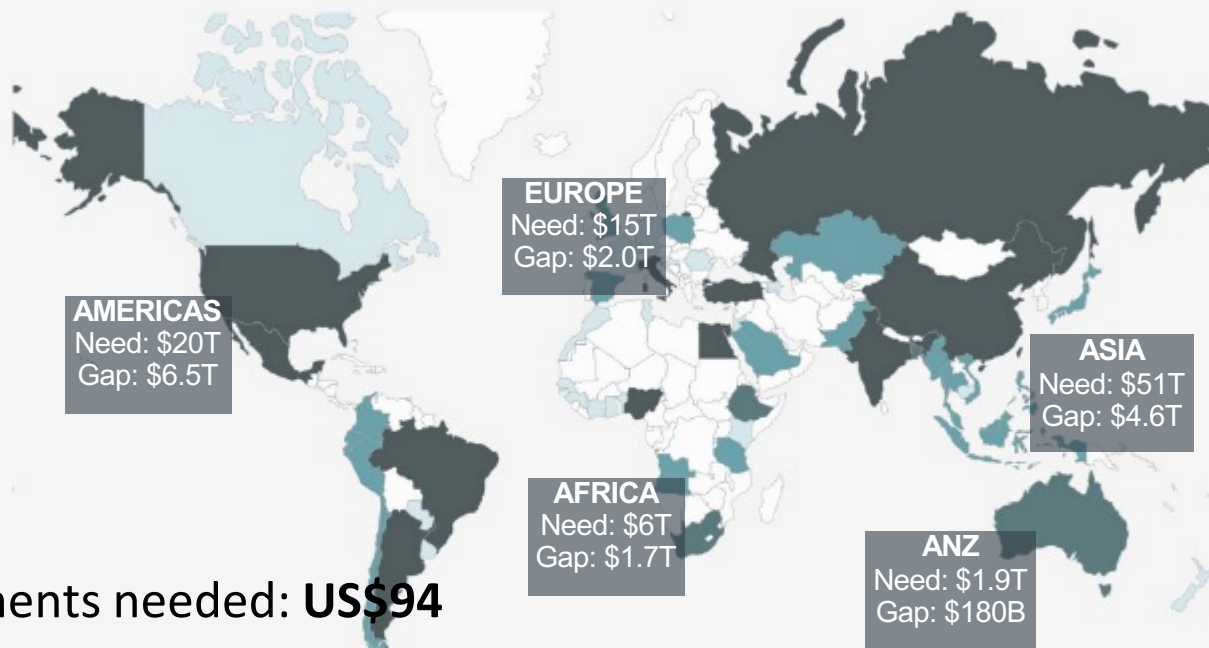 EUROPE
Need: $15T
Gap: $2.0T
AMERICAS
Need: $20T
Gap: $6.5T
ASIA
Need: $51T
Gap: $4.6T
AFRICA
Need: $6T
Gap: $1.7T
ANZ
Need: $1.9T
Gap: $180B
needed: US$94